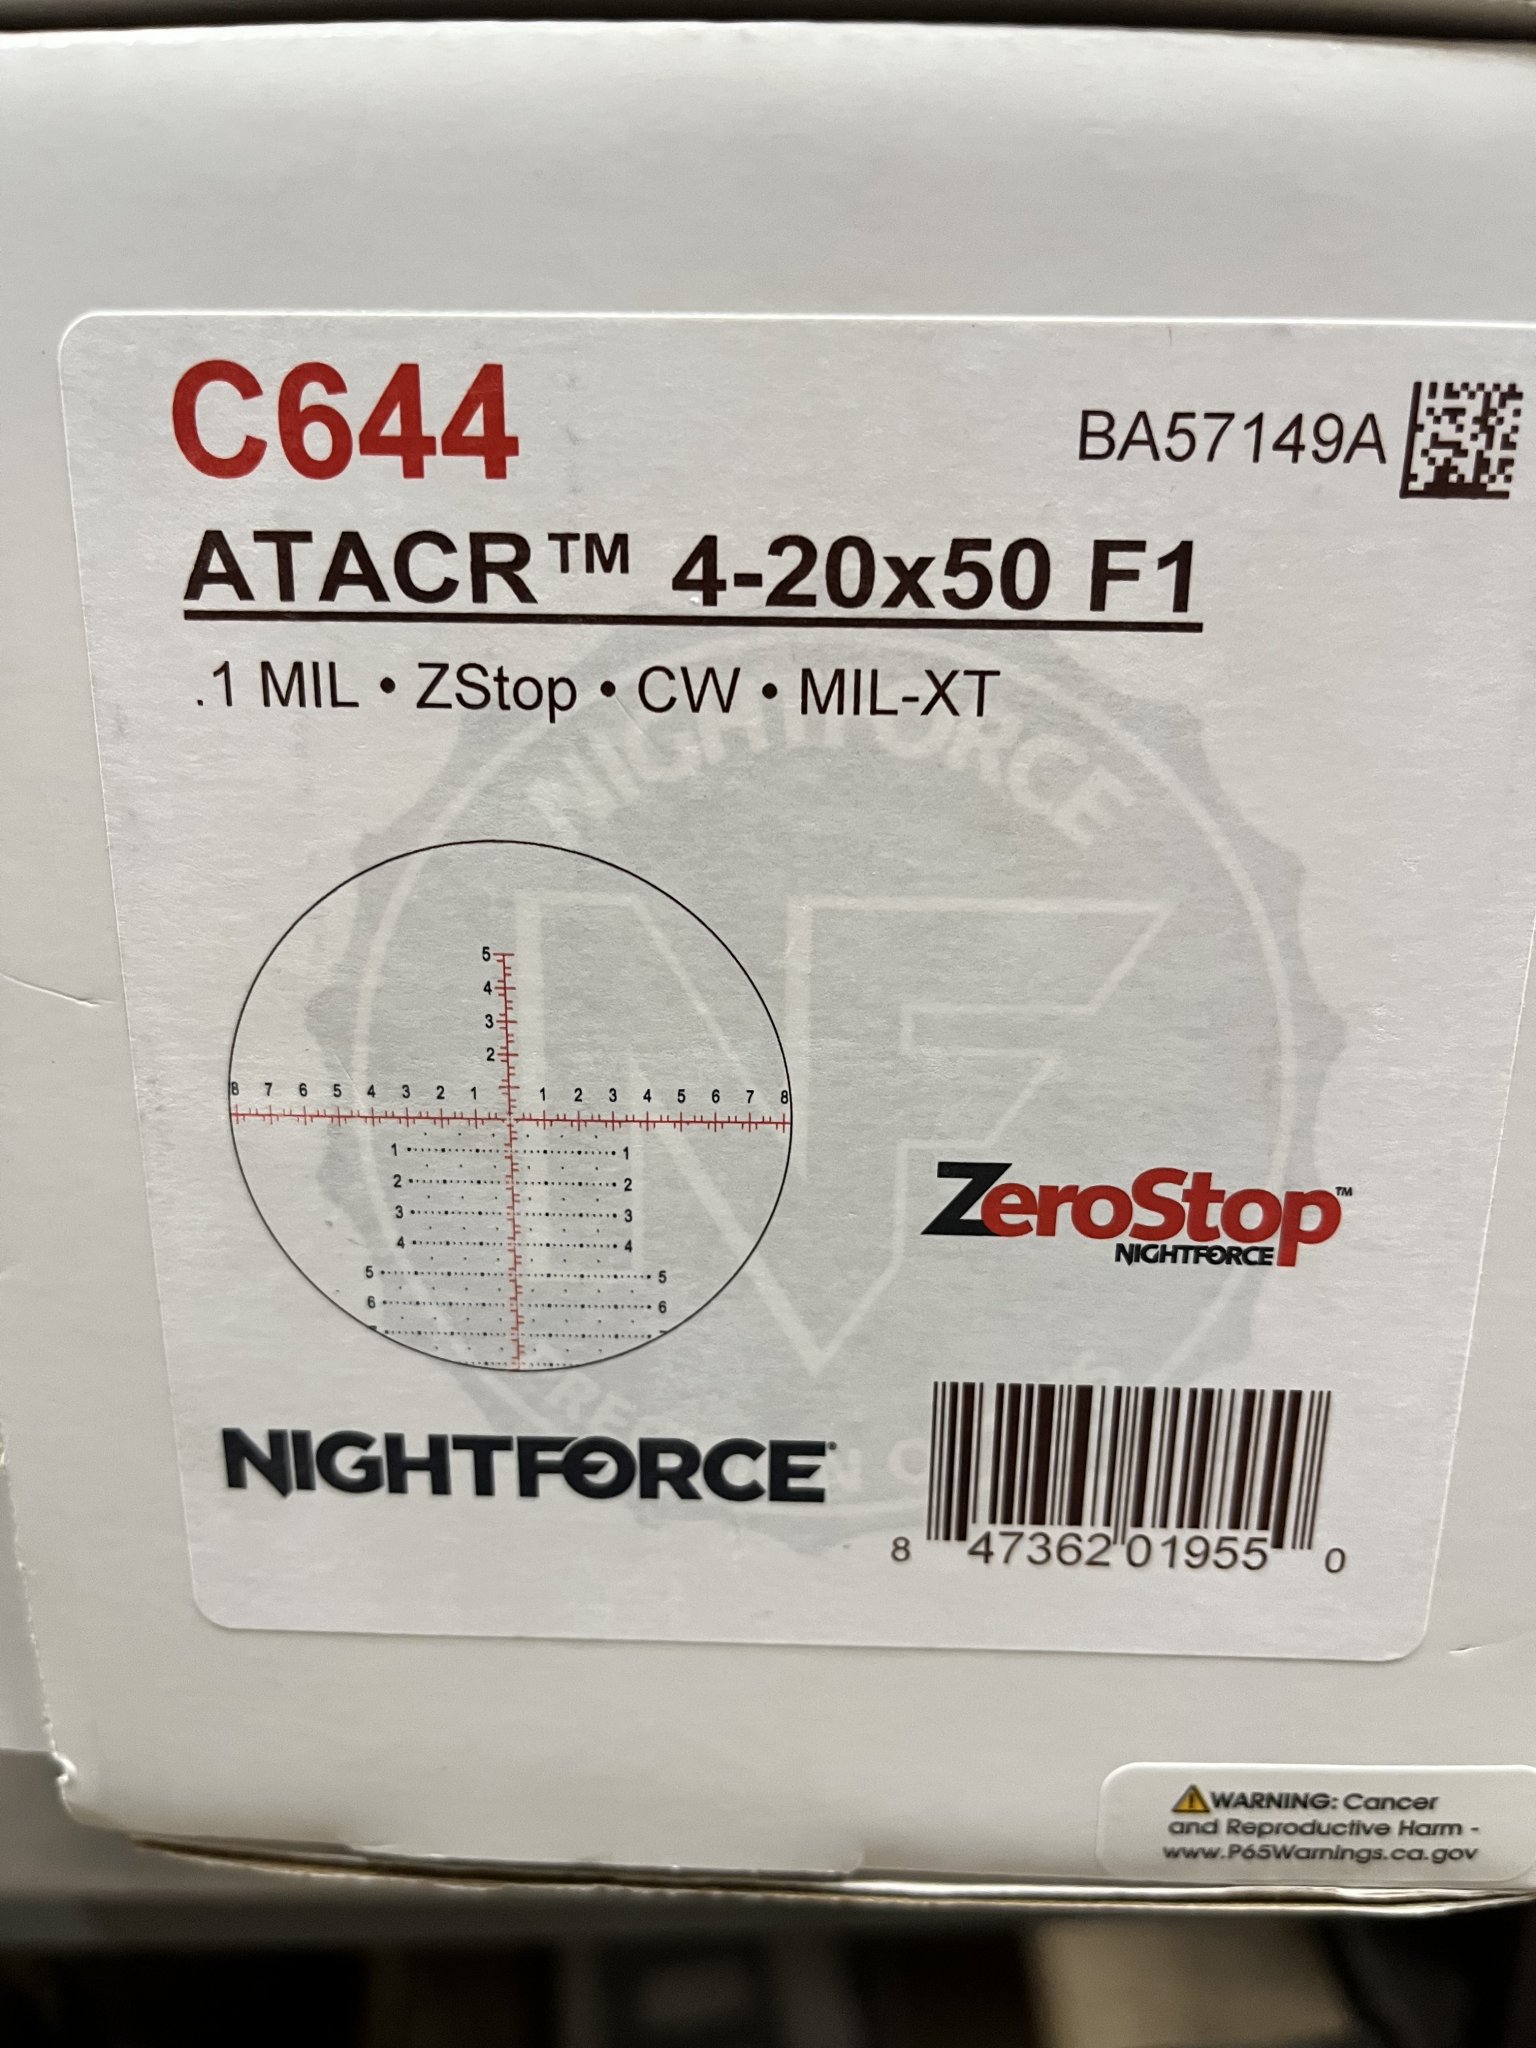 C644
BA57149A
ATACR™ 4-20x50 F1
.1 MIL • ZStop • CW • MIL-XT
NIGHTFORCE
5
4
3
2
8 7 6 5 4 3 2 1 1 2 3 4 5 6 7 8
1 1
2 2
3 3
4 4
5 5
6 6
ZeroStop™
NIGHTFORCE
NIGHTFORCE
8 47362 01955 0
⚠WARNING: Cancer
and Reproductive Harm -
www.P65Warnings.ca.gov